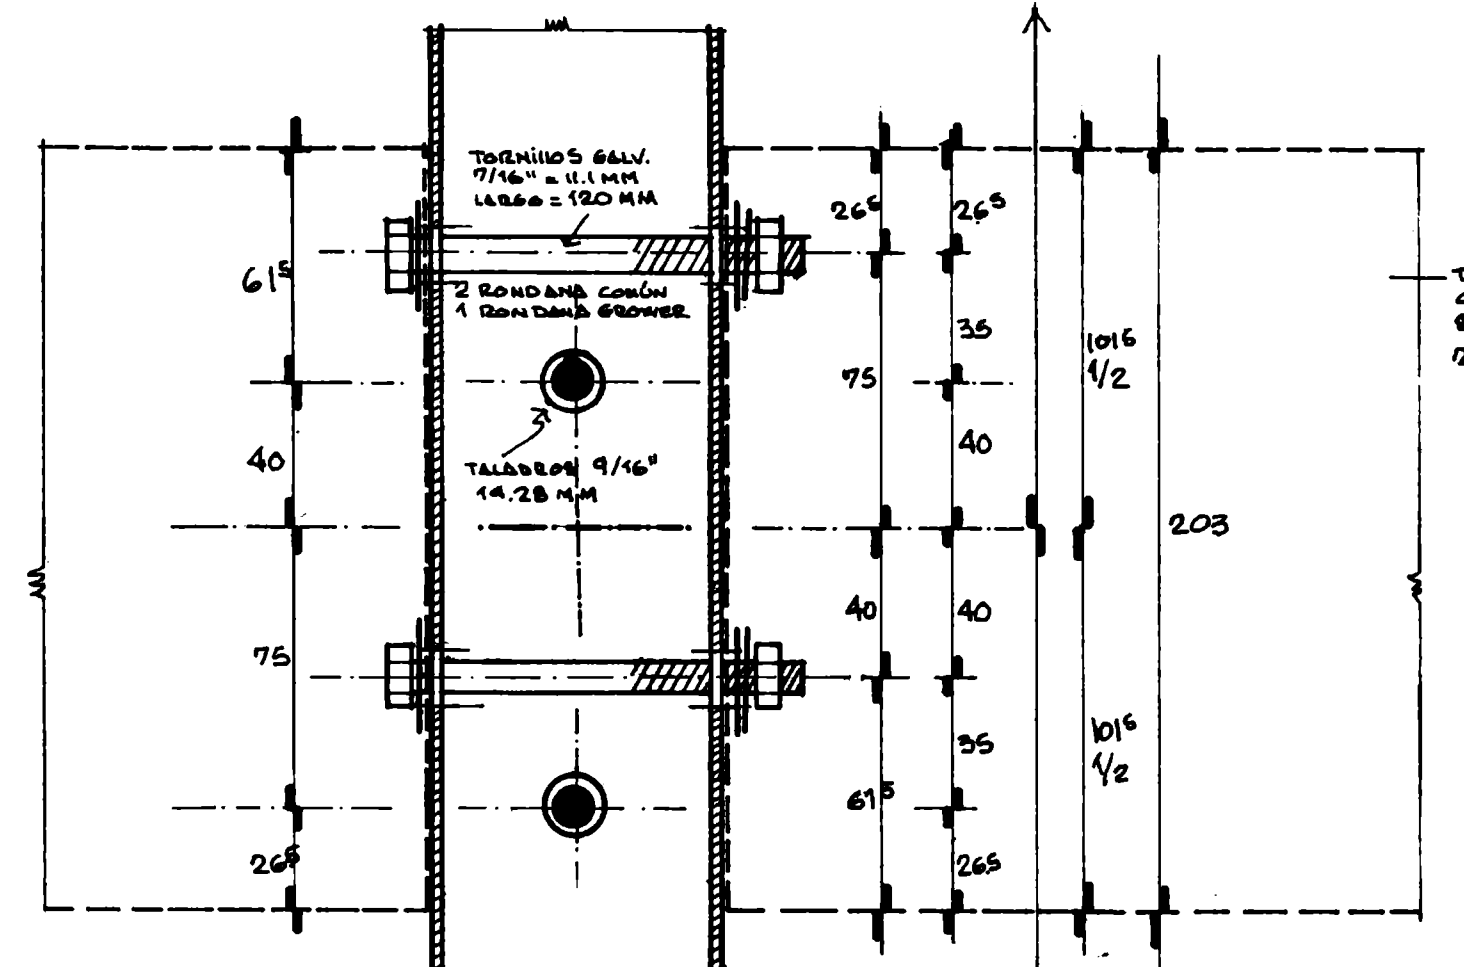 TORNILLOS GALV.
7/16" = 11.1 MM
LARGO = 120 MM
2 RONDANA COMÚN
1 RONDANA GROWER
TALADROS 9/16"
14.28 MM
61⁵
40
75
26⁵
26⁵
75
40
61⁵
26⁵
35
40
40
35
26⁵
101⁵
1/2
101⁵
1/2
203